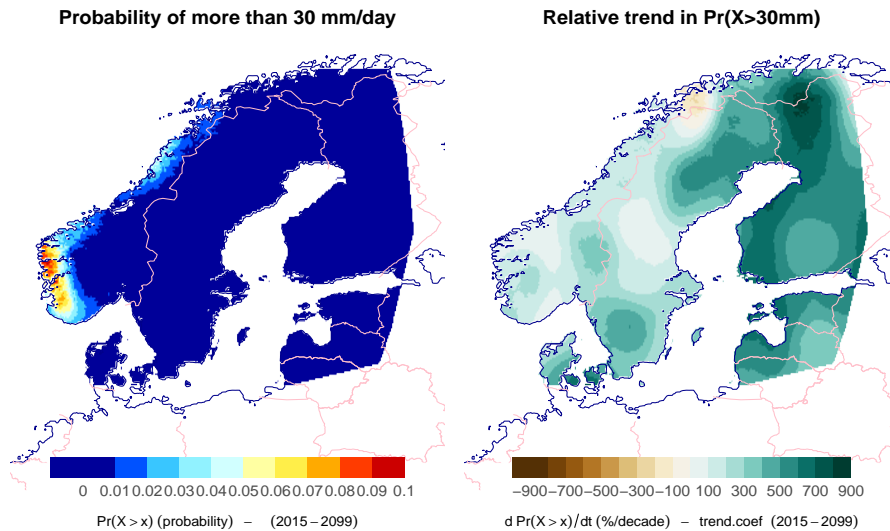 Probability of more than 30 mm/day
0 0.01 0.02 0.03 0.04 0.05 0.06 0.07 0.08 0.09 0.1
Pr(X > x) (probability) − (2015 − 2099)
Relative trend in Pr(X>30mm)
−900 −700 −500 −300 −100 100 300 500 700 900
d Pr(X > x)/dt (%/decade) − trend.coef (2015 − 2099)